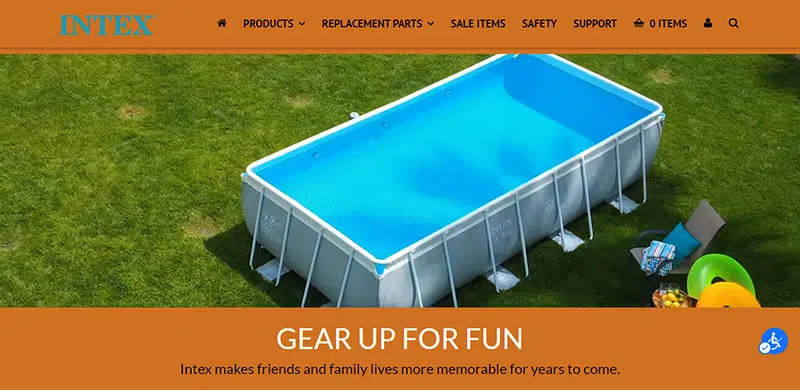 INTEX
PRODUCTS
REPLACEMENT PARTS
SALE ITEMS
SAFETY
SUPPORT
0 ITEMS
INTEX
GEAR UP FOR FUN
Intex makes friends and family lives more memorable for years to come.